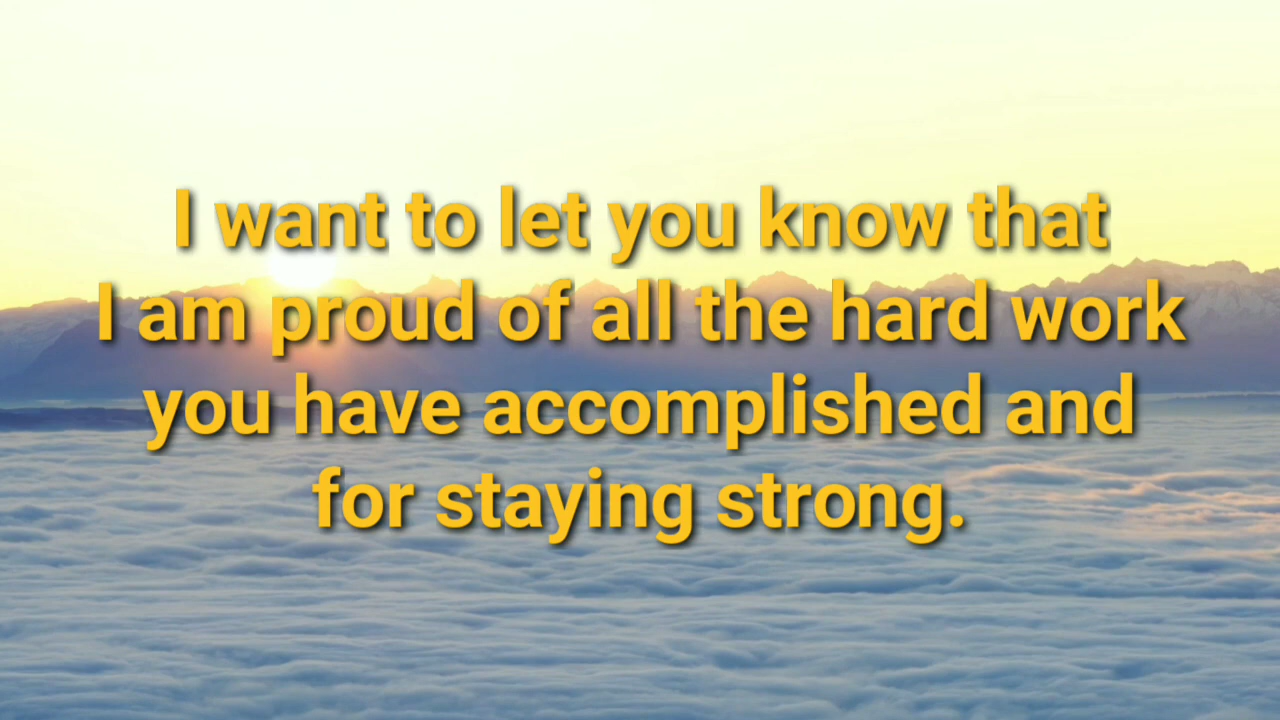 I want to let you know that
I am proud of all the hard work
you have accomplished and
for staying strong.